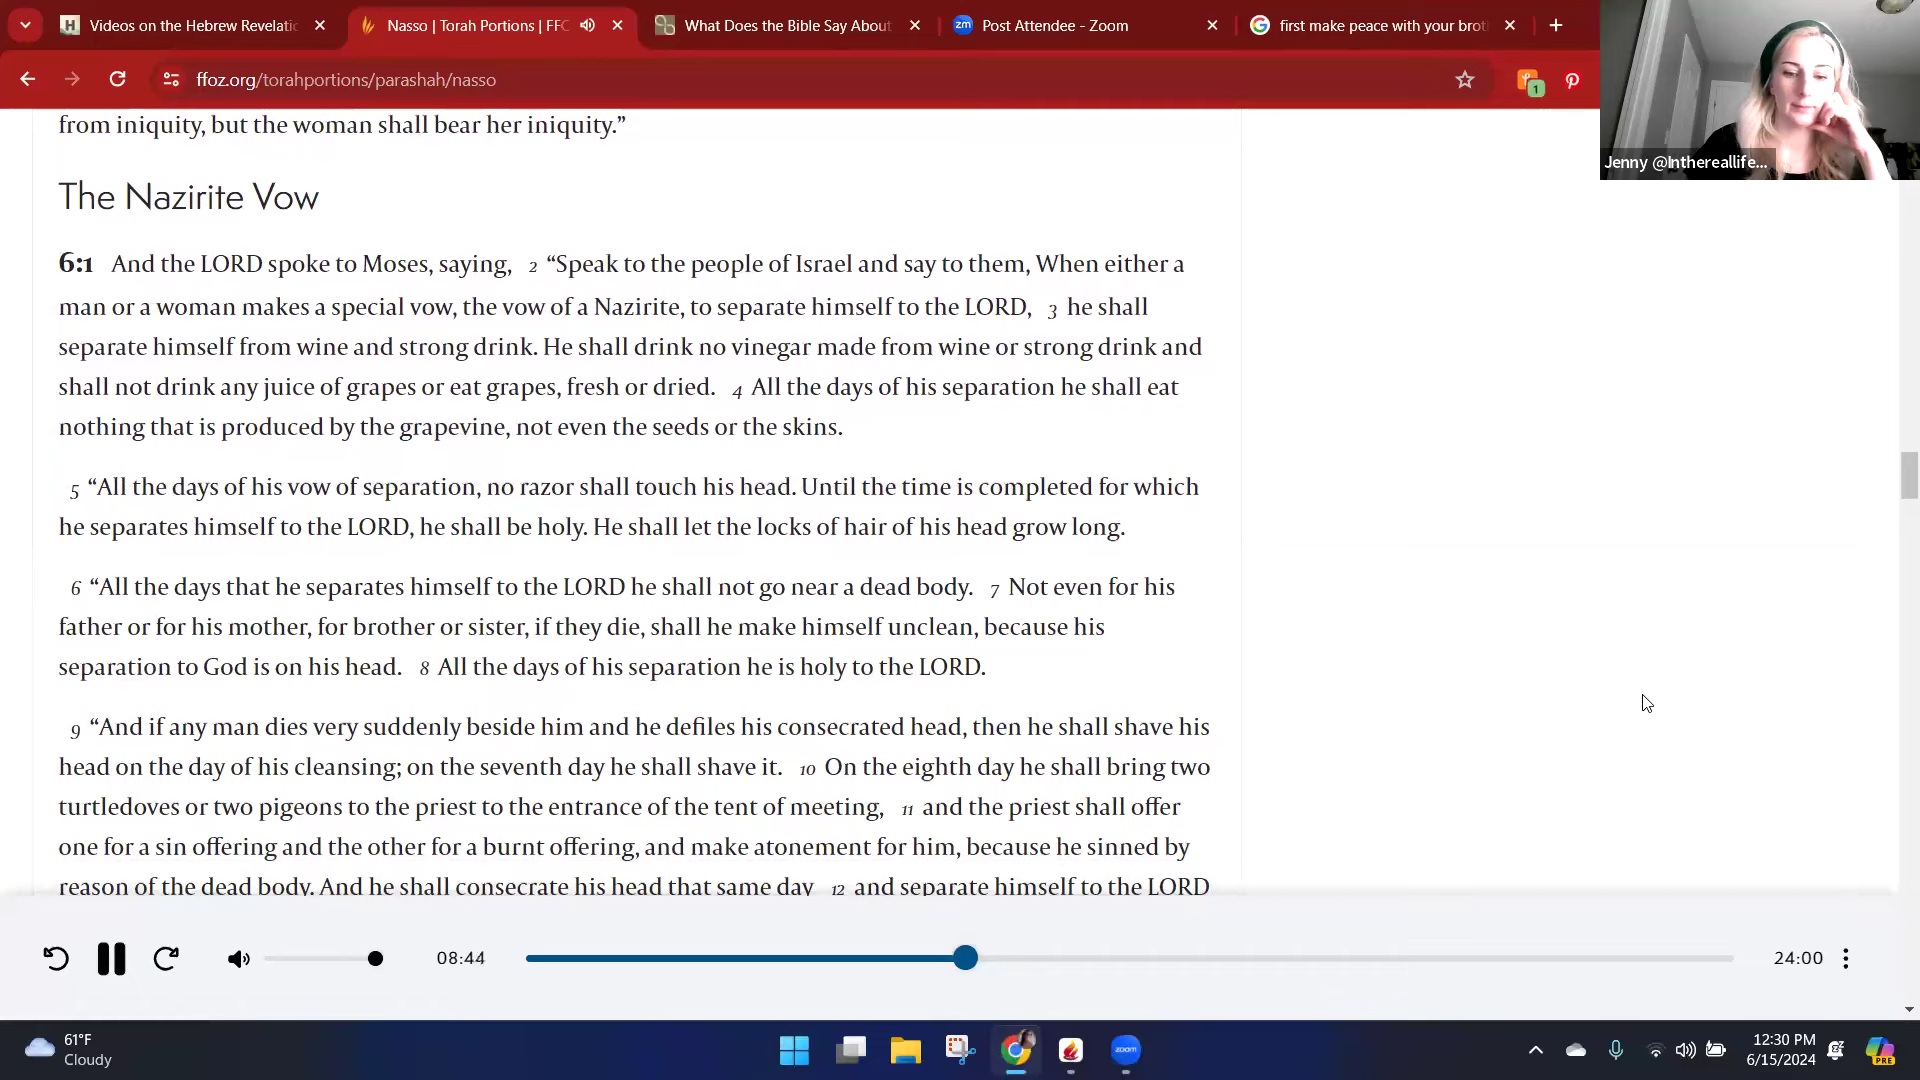 Videos on the Hebrew Revelatio
Nasso | Torah Portions | FFO
What Does the Bible Say About
zm
Post Attendee - Zoom
first make peace with your brot
ffoz.org/torahportions/parashah/nasso
1
Jenny @Inthereallife...
from iniquity, but the woman shall bear her iniquity.”
The Nazirite Vow
6:1 And the LORD spoke to Moses, saying, 2 “Speak to the people of Israel and say to them, When either a
man or a woman makes a special vow, the vow of a Nazirite, to separate himself to the LORD, 3 he shall
separate himself from wine and strong drink. He shall drink no vinegar made from wine or strong drink and
shall not drink any juice of grapes or eat grapes, fresh or dried. 4 All the days of his separation he shall eat
nothing that is produced by the grapevine, not even the seeds or the skins.
5 “All the days of his vow of separation, no razor shall touch his head. Until the time is completed for which
he separates himself to the LORD, he shall be holy. He shall let the locks of hair of his head grow long.
6 “All the days that he separates himself to the LORD he shall not go near a dead body. 7 Not even for his
father or for his mother, for brother or sister, if they die, shall he make himself unclean, because his
separation to God is on his head. 8 All the days of his separation he is holy to the LORD.
9 “And if any man dies very suddenly beside him and he defiles his consecrated head, then he shall shave his
head on the day of his cleansing; on the seventh day he shall shave it. 10 On the eighth day he shall bring two
turtledoves or two pigeons to the priest to the entrance of the tent of meeting, 11 and the priest shall offer
one for a sin offering and the other for a burnt offering, and make atonement for him, because he sinned by
reason of the dead body. And he shall consecrate his head that same day 12 and separate himself to the LORD
08:44
24:00
61°F
Cloudy
zoom
12:30 PM
6/15/2024
PRE